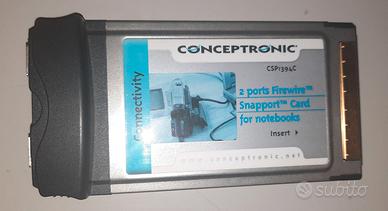 CONCEPTRONIC®
CSP1394C
Connectivity
2 ports Firewire™
Snapport™ Card
for notebooks
Insert
www.conceptronic.net
subito